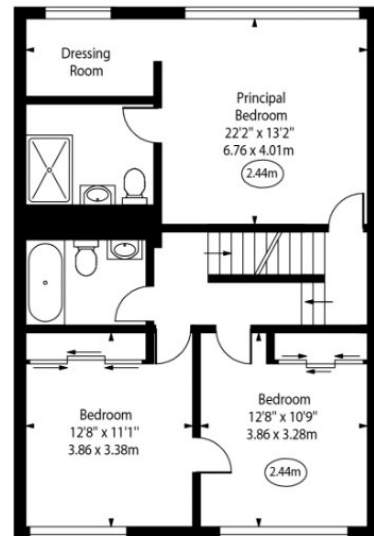 Dressing
Room
Principal
Bedroom
22'2" x 13'2"
6.76 x 4.01m
2.44m
Bedroom
12'8" x 11'1"
3.86 x 3.38m
Bedroom
12'8" x 10'9"
3.86 x 3.28m
2.44m